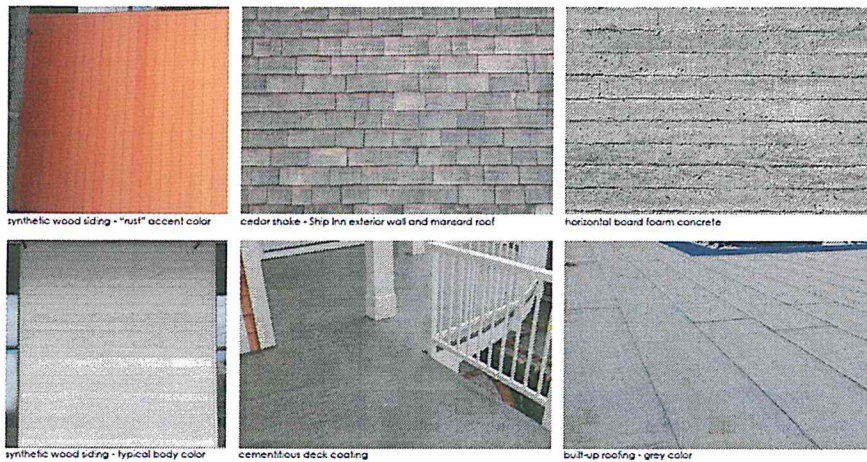 synthetic wood siding - "rust" accent color
cedar shake - Ship Inn exterior wall and mansard roof
horizontal board foam concrete
synthetic wood siding - typical body color
cementitious deck coating
built-up roofing - grey color